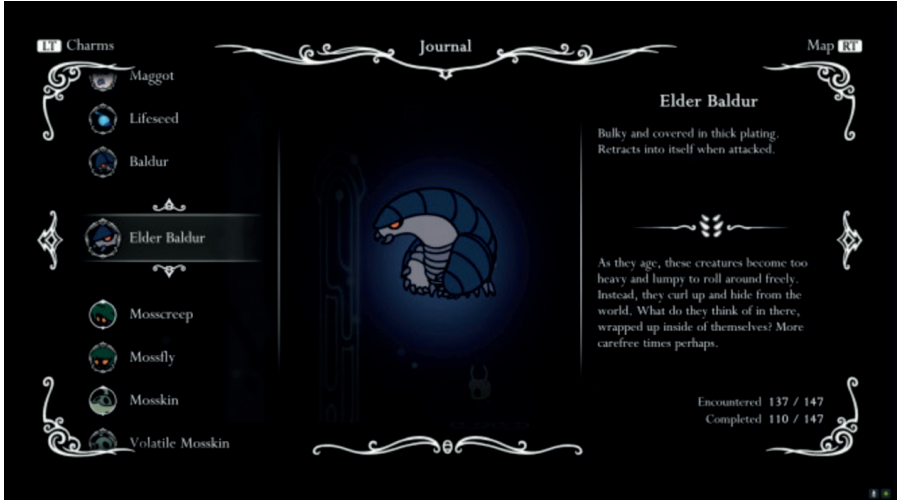 LT Charms
Journal
Map RT
Maggot
Lifeseed
Baldur
Elder Baldur
Mosscreep
Mossfly
Mosskin
Volatile Mosskin
Elder Baldur
Bulky and covered in thick plating.
Retracts into itself when attacked.
As they age, these creatures become too
heavy and lumpy to roll around freely.
Instead, they curl up and hide from the
world. What do they think of in there,
wrapped up inside of themselves? More
carefree times perhaps.
Encountered 137 / 147
Completed 110 / 147